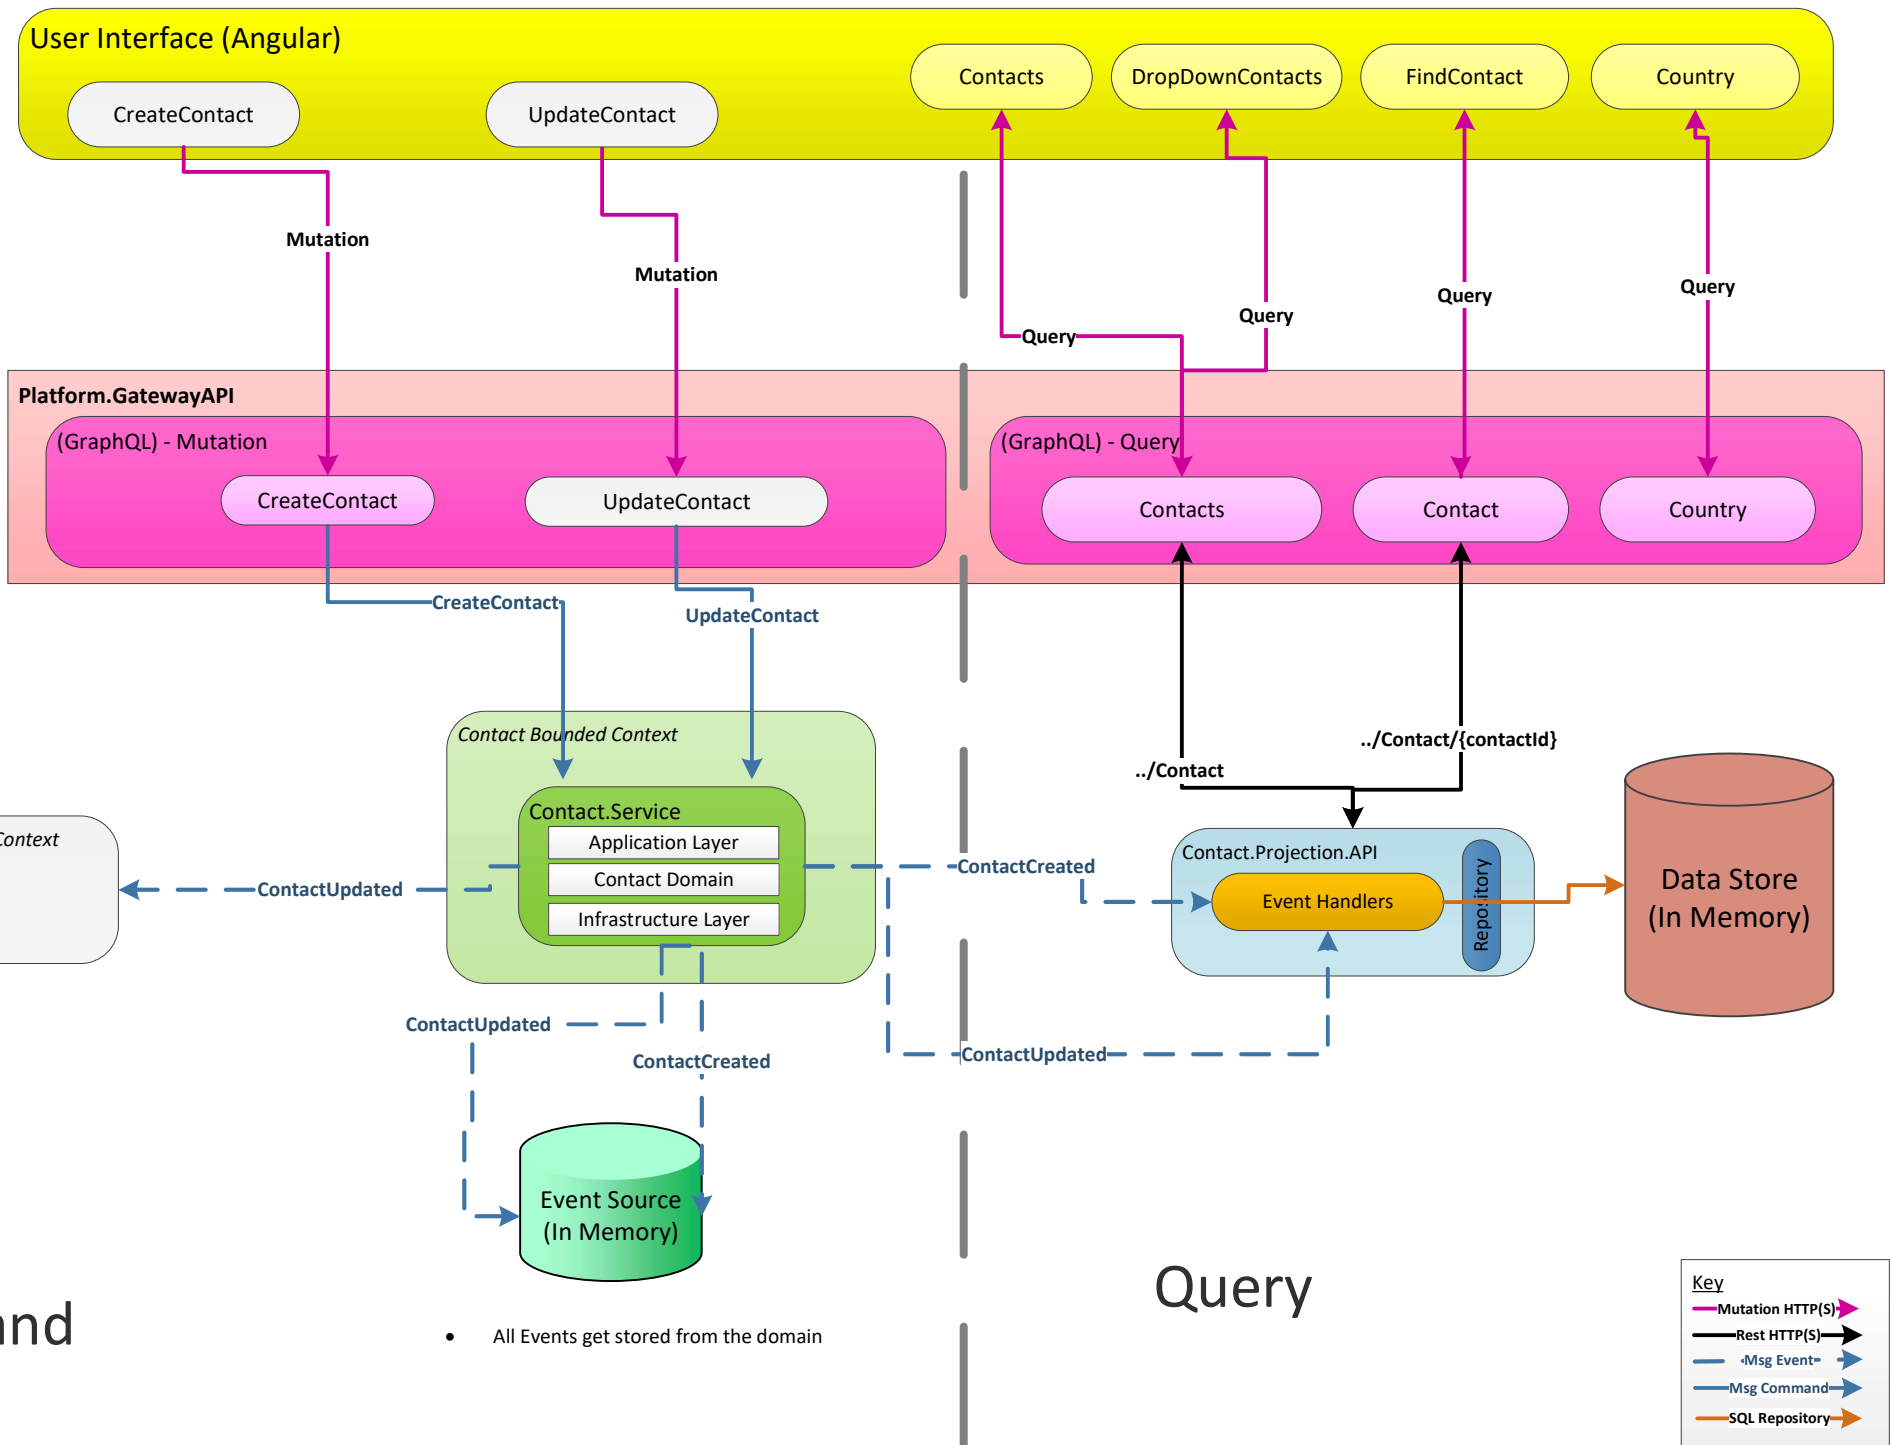 User Interface (Angular)
CreateContact
UpdateContact
Contacts
DropDownContacts
FindContact
Country
Mutation
Mutation
Query
Query
Query
Query
Platform.GatewayAPI
(GraphQL) - Mutation
CreateContact
UpdateContact
(GraphQL) - Query
Contacts
Contact
Country
CreateContact
UpdateContact
Contact Bounded Context
Contact.Service
Application Layer
Contact Domain
Infrastructure Layer
../Contact
../Contact/{contactId}
Context
ContactUpdated
ContactCreated
Contact.Projection.API
Event Handlers
Repository
Data Store
(In Memory)
ContactUpdated
ContactCreated
ContactUpdated
Event Source
(In Memory)
Query
• All Events get stored from the domain
Key
Mutation HTTP(S)
Rest HTTP(S)
Msg Event
Msg Command
SQL Repository